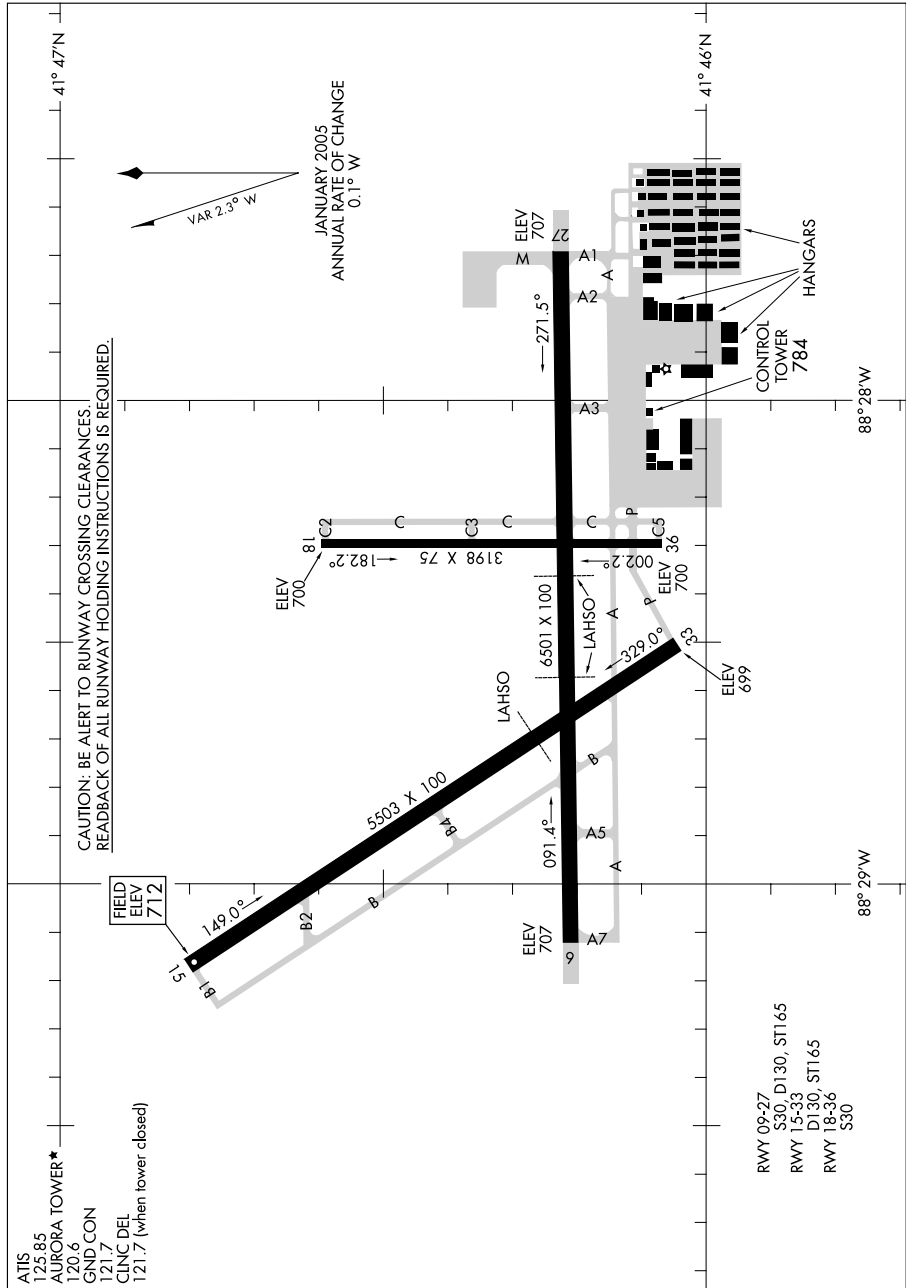 ATIS
125.85
AURORA TOWER★
120.6
GND CON
121.7
CLNC DEL
121.7 (when tower closed)
CAUTION: BE ALERT TO RUNWAY CROSSING CLEARANCES.
READBACK OF ALL RUNWAY HOLDING INSTRUCTIONS IS REQUIRED.
41° 47'N
VAR 2.3° W
JANUARY 2005
ANNUAL RATE OF CHANGE
0.1° W
FIELD
ELEV
712
15
149.0°
B1
B2
B
5503 X 100
B4
LAHSO
ELEV
700
18
182.2°
3198 X 75
C2
C
C3
C
C
C5
002.2°
36
ELEV
700
ELEV
707
9
091.4°
6501 X 100
271.5°
27
ELEV
707
W
A1
A
A2
A3
A
A5
A
A7
B
LAHSO
P
P
329.0°
33
ELEV
699
CONTROL
TOWER
784
HANGARS
41° 46'N
88° 29'W
88° 28'W
RWY 09-27
S30, D130, ST165
RWY 15-33
D130, ST165
RWY 18-36
S30